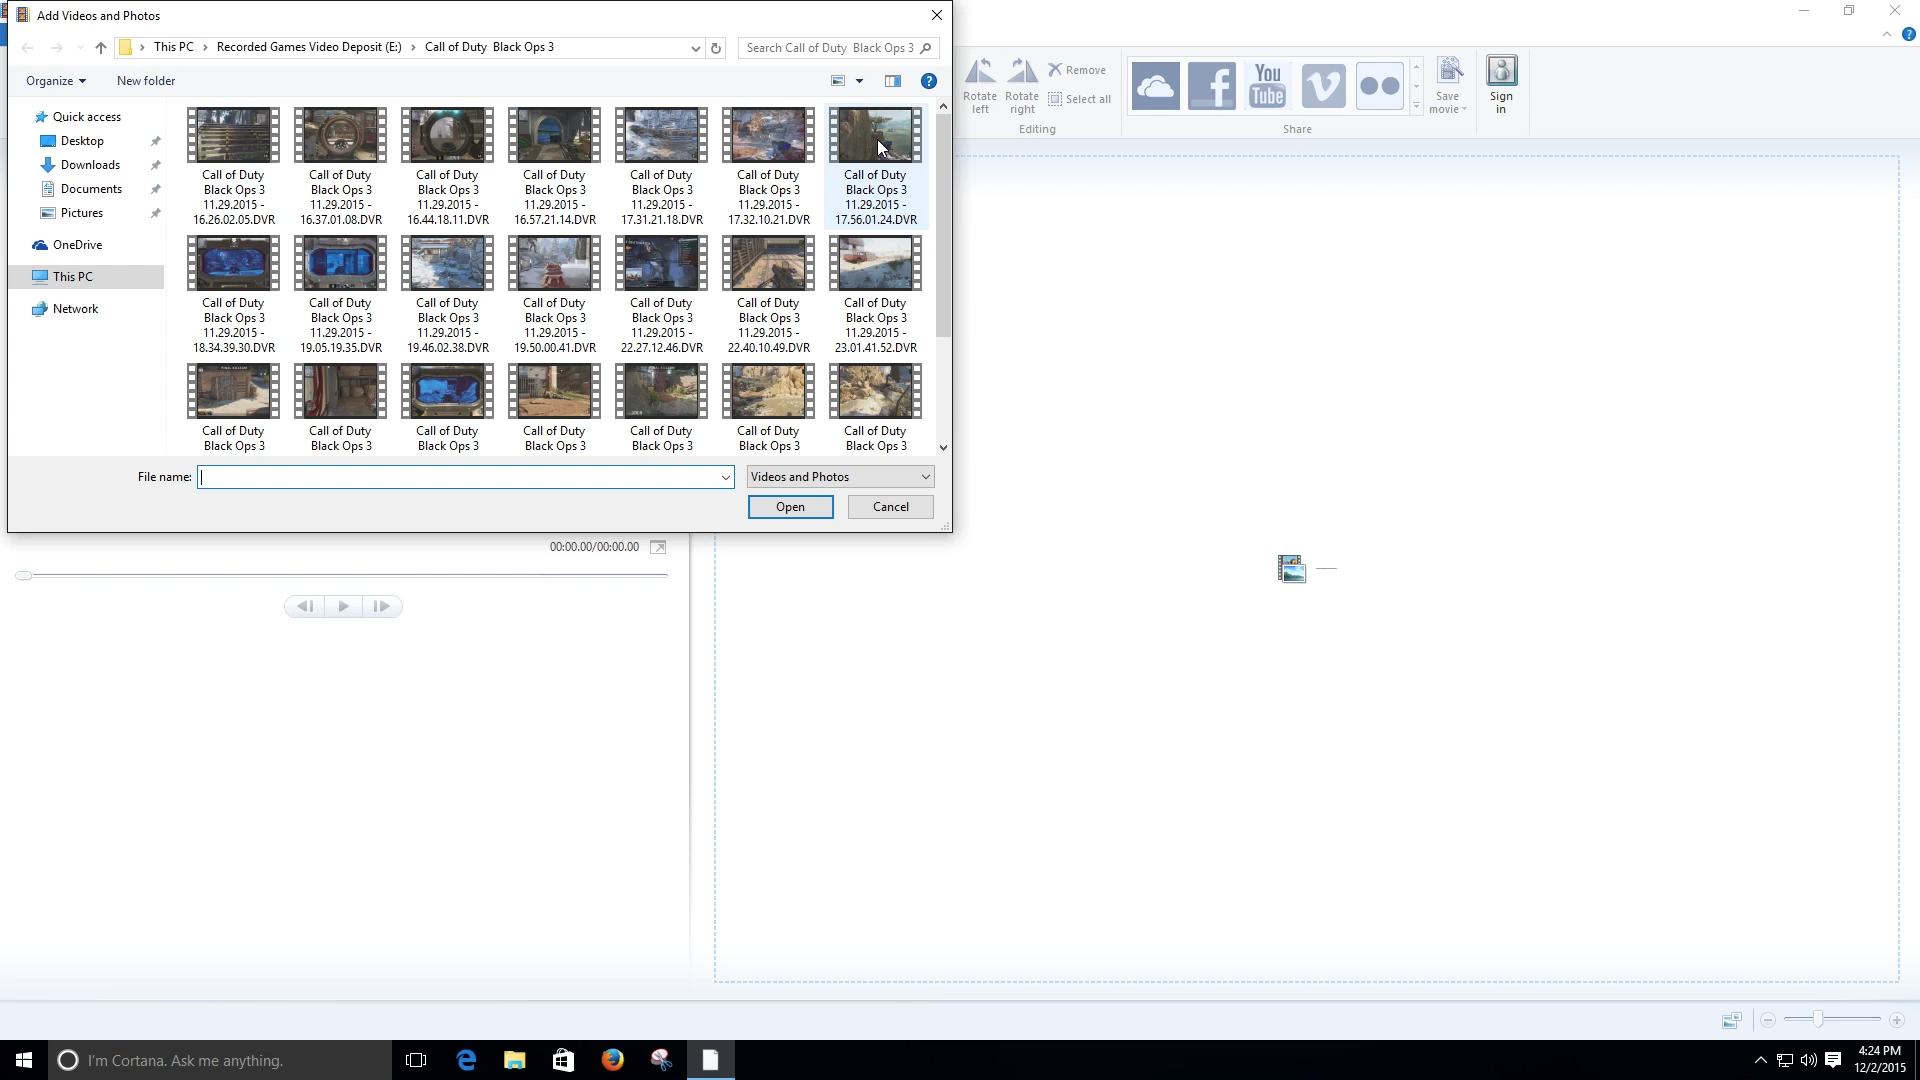 Add Videos and Photos
This PC > Recorded Games Video Deposit (E:) > Call of Duty Black Ops 3
Search Call of Duty Black Ops 3
Organize
New folder
Quick access
Desktop
Downloads
Documents
Pictures
OneDrive
This PC
Network
Call of Duty Black Ops 3 11.29.2015 - 16.26.02.05.DVR
Call of Duty Black Ops 3 11.29.2015 - 16.37.01.08.DVR
Call of Duty Black Ops 3 11.29.2015 - 16.44.18.11.DVR
Call of Duty Black Ops 3 11.29.2015 - 16.57.21.14.DVR
Call of Duty Black Ops 3 11.29.2015 - 17.31.21.18.DVR
Call of Duty Black Ops 3 11.29.2015 - 17.32.10.21.DVR
Call of Duty Black Ops 3 11.29.2015 - 17.56.01.24.DVR
Call of Duty Black Ops 3 11.29.2015 - 18.34.39.30.DVR
Call of Duty Black Ops 3 11.29.2015 - 19.05.19.35.DVR
Call of Duty Black Ops 3 11.29.2015 - 19.46.02.38.DVR
Call of Duty Black Ops 3 11.29.2015 - 19.50.00.41.DVR
Call of Duty Black Ops 3 11.29.2015 - 22.27.12.46.DVR
Call of Duty Black Ops 3 11.29.2015 - 22.40.10.49.DVR
Call of Duty Black Ops 3 11.29.2015 - 23.01.41.52.DVR
Call of Duty Black Ops 3
Call of Duty Black Ops 3
Call of Duty Black Ops 3
Call of Duty Black Ops 3
Call of Duty Black Ops 3
Call of Duty Black Ops 3
Call of Duty Black Ops 3
File name:
Videos and Photos
Open
Cancel
Rotate left
Rotate right
Remove
Select all
Editing
You Tube
Share
Save movie
Sign in
00:00.00/00:00.00
I'm Cortana. Ask me anything.
4:24 PM
12/2/2015